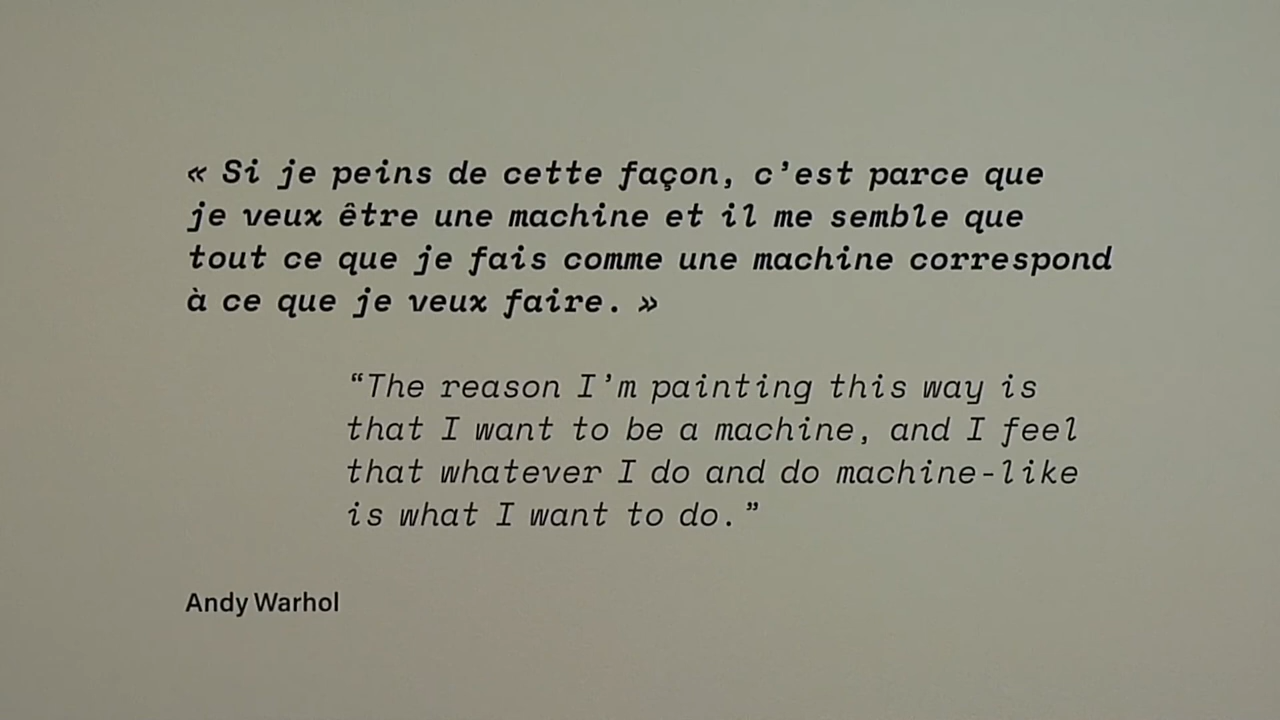 « Si je peins de cette façon, c’est parce que
je veux être une machine et il me semble que
tout ce que je fais comme une machine correspond
à ce que je veux faire. »
“The reason I’m painting this way is
that I want to be a machine, and I feel
that whatever I do and do machine-like
is what I want to do.”
Andy Warhol